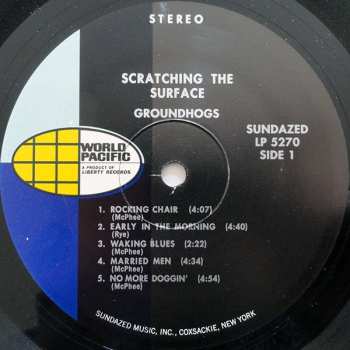 STEREO
SCRATCHING THE
SURFACE
GROUNDHOGS
SUNDAZED
LP 5270
SIDE 1
WORLD
PACIFIC
A PRODUCT OF
LIBERTY RECORDS
1. ROCKING CHAIR (4:07)
(McPhee)
2. EARLY IN THE MORNING (4:40)
(Rye)
3. WAKING BLUES (2:22)
(McPhee)
4. MARRIED MEN (4:34)
(McPhee)
5. NO MORE DOGGIN' (4:54)
(McPhee)
SUNDAZED MUSIC, INC., COXSACKIE, NEW YORK